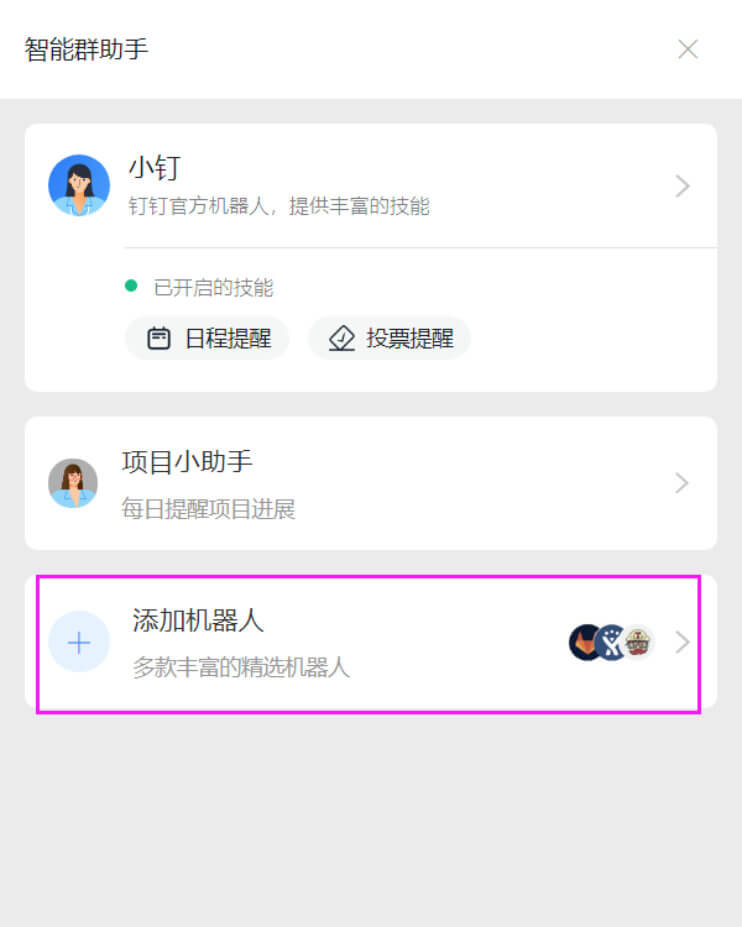 智能群助手
小钉
钉钉官方机器人，提供丰富的技能
已开启的技能
日程提醒
投票提醒
项目小助手
每日提醒项目进展
添加机器人
多款丰富的精选机器人